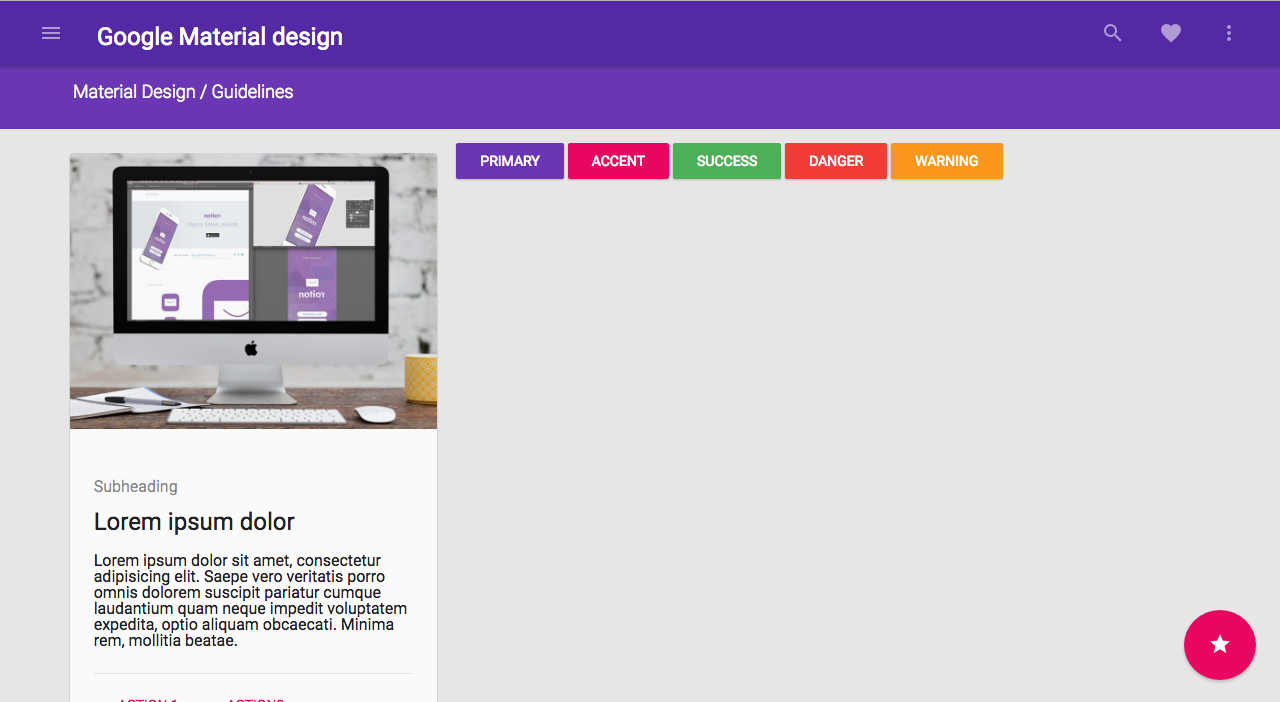 Google Material design
Material Design / Guidelines
PRIMARY
ACCENT
SUCCESS
DANGER
WARNING
notion
ENJOY EMAIL AGAIN
notion
notion
Subheading
Lorem ipsum dolor
Lorem ipsum dolor sit amet, consectetur
adipisicing elit. Saepe vero veritatis porro
omnis dolorem suscipit pariatur cumque
laudantium quam neque impedit voluptatem
expedita, optio aliquam obcaecati. Minima
rem, mollitia beatae.